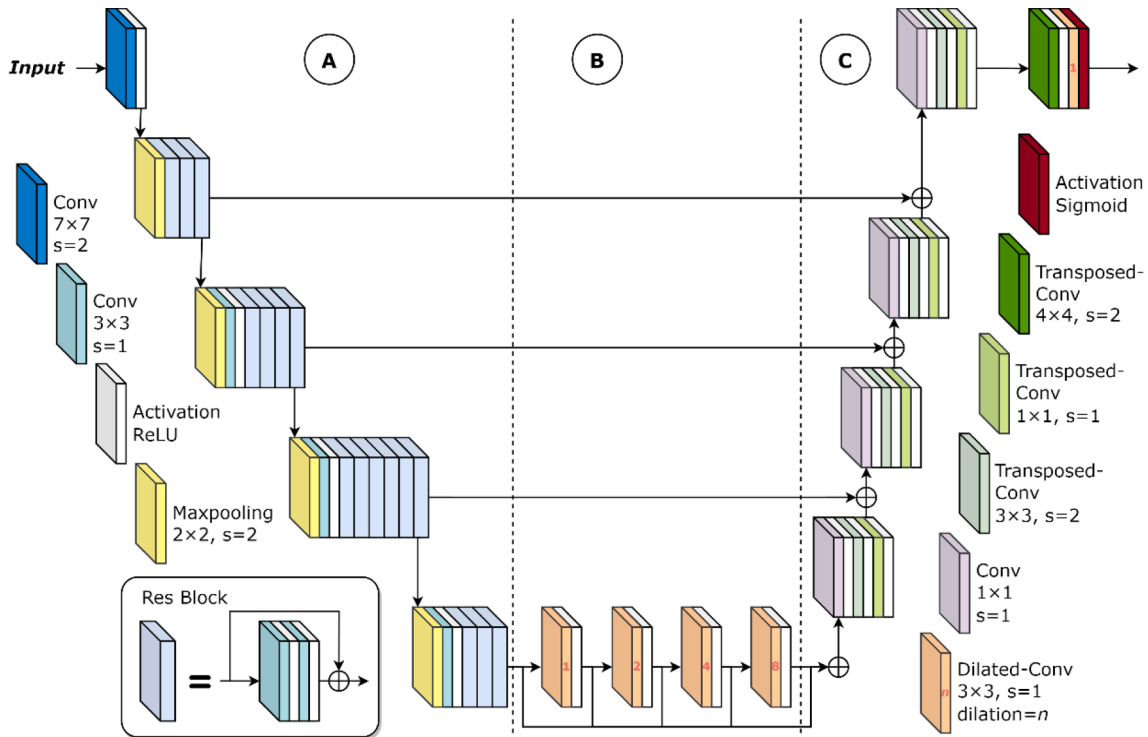 A
B
C
Input
1
Conv
7×7
s=2
Activation
Sigmoid
Conv
3×3
s=1
Transposed-
Conv
4×4, s=2
Activation
ReLU
Transposed-
Conv
1×1, s=1
Maxpooling
2×2, s=2
Transposed-
Conv
3×3, s=2
Res Block
=
Conv
1×1
s=1
1
2
4
8
n
Dilated-Conv
3×3, s=1
dilation=n